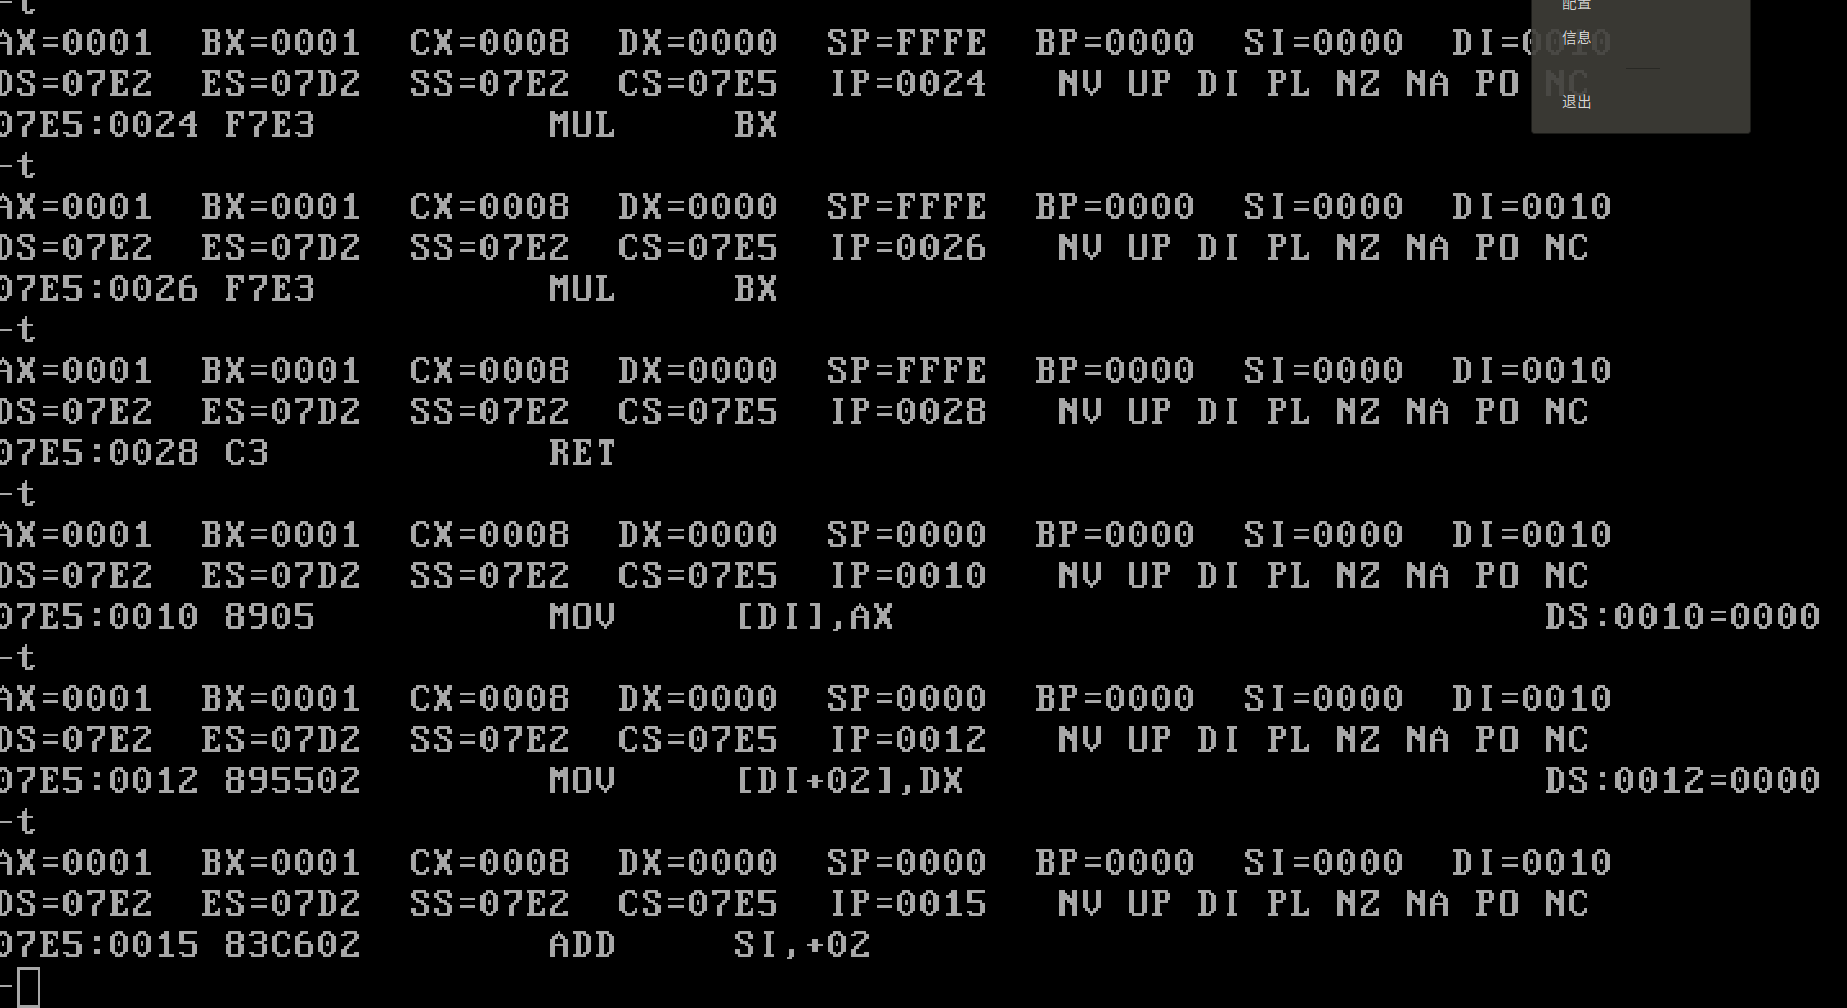 -t
AX=0001  BX=0001  CX=0008  DX=0000  SP=FFFE  BP=0000  SI=0000  DI=0010
DS=07E2  ES=07D2  SS=07E2  CS=07E5  IP=0024   NV UP DI PL NZ NA PO NC
07E5:0024 F7E3          MUL     BX
-t
AX=0001  BX=0001  CX=0008  DX=0000  SP=FFFE  BP=0000  SI=0000  DI=0010
DS=07E2  ES=07D2  SS=07E2  CS=07E5  IP=0026   NV UP DI PL NZ NA PO NC
07E5:0026 F7E3          MUL     BX
-t
AX=0001  BX=0001  CX=0008  DX=0000  SP=FFFE  BP=0000  SI=0000  DI=0010
DS=07E2  ES=07D2  SS=07E2  CS=07E5  IP=0028   NV UP DI PL NZ NA PO NC
07E5:0028 C3            RET
-t
AX=0001  BX=0001  CX=0008  DX=0000  SP=0000  BP=0000  SI=0000  DI=0010
DS=07E2  ES=07D2  SS=07E2  CS=07E5  IP=0010   NV UP DI PL NZ NA PO NC
07E5:0010 8905          MOV     [DI],AX                            DS:0010=0000
-t
AX=0001  BX=0001  CX=0008  DX=0000  SP=0000  BP=0000  SI=0000  DI=0010
DS=07E2  ES=07D2  SS=07E2  CS=07E5  IP=0012   NV UP DI PL NZ NA PO NC
07E5:0012 895502        MOV     [DI+02],DX                         DS:0012=0000
-t
AX=0001  BX=0001  CX=0008  DX=0000  SP=0000  BP=0000  SI=0000  DI=0010
DS=07E2  ES=07D2  SS=07E2  CS=07E5  IP=0015   NV UP DI PL NZ NA PO NC
07E5:0015 83C602        ADD     SI,+02
-
配置
信息
退出